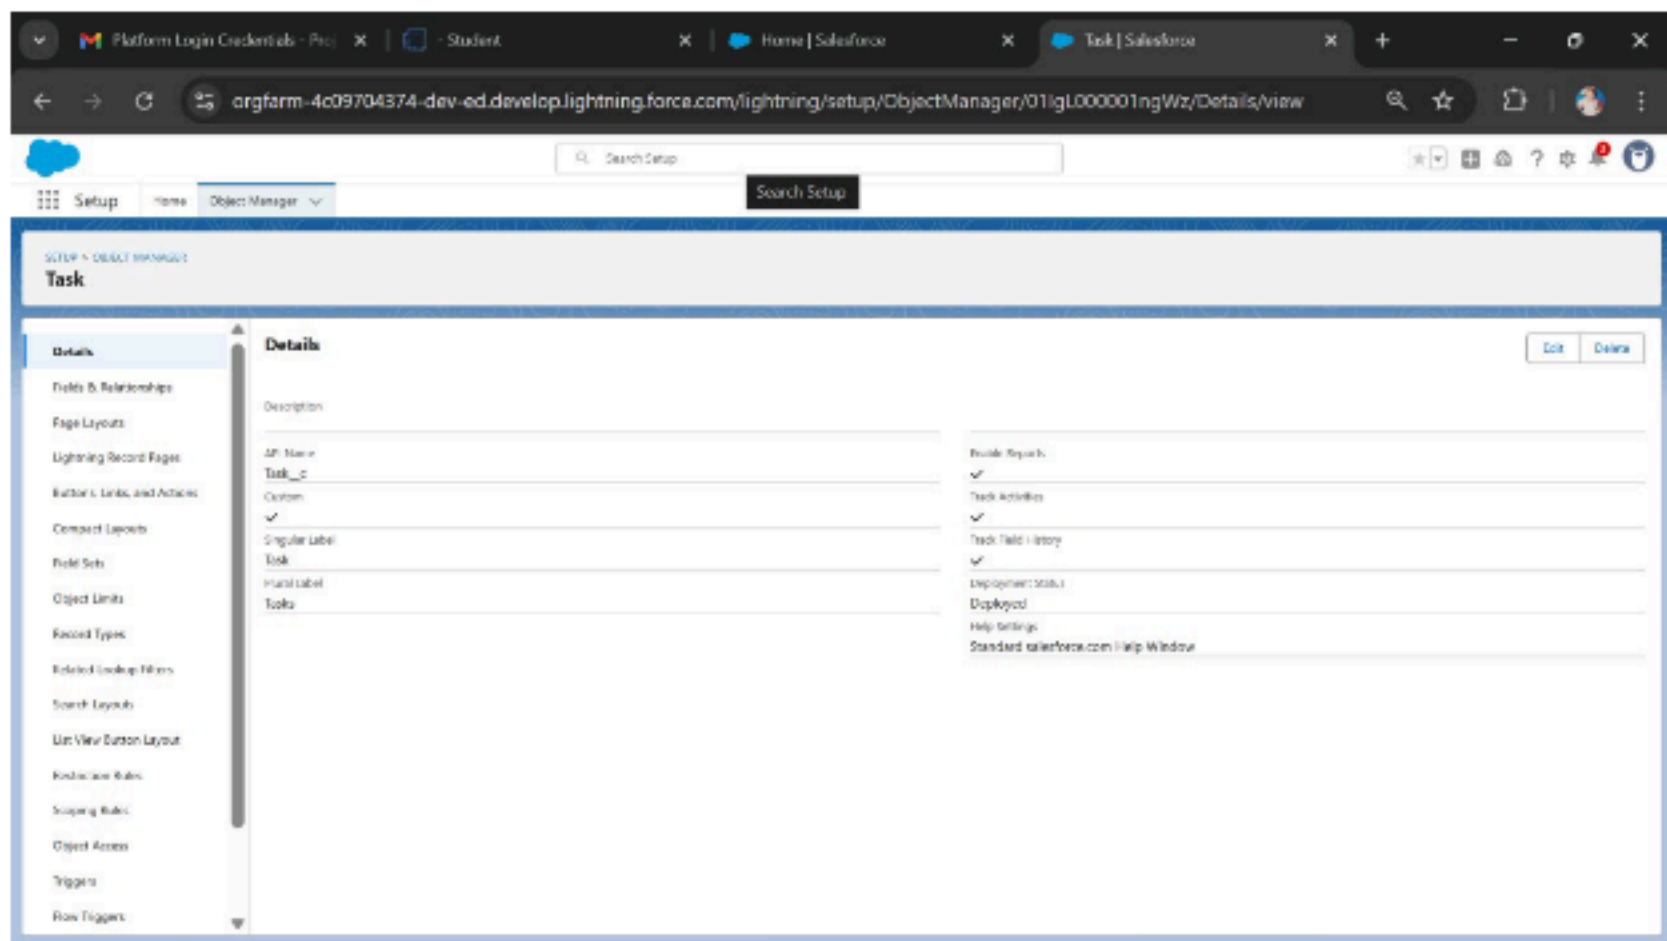 Platform Login Credentials - Proj
- Student
Home | Salesforce
Task | Salesforce
orgfarm-4c09704374-dev-ed.develop.lightning.force.com/lightning/setup/ObjectManager/01IgL000001ngWz/Details/view
Search Setup
Setup
Home
Object Manager
Search Setup
SETUP > OBJECT MANAGER
Task
Details
Fields & Relationships
Page Layouts
Lightning Record Pages
Buttons, Links, and Actions
Compact Layouts
Field Sets
Object Limits
Record Types
Related Lookup Filters
Search Layouts
List View Button Layout
Restriction Rules
Scoping Rules
Object Access
Triggers
Flow Triggers
Details
Edit
Delete
Description
API Name
Task__c
Custom
Singular Label
Task
Plural Label
Tasks
Enable Reports
Track Activities
Track Field History
Deployment Status
Deployed
Help Settings
Standard salesforce.com Help Window